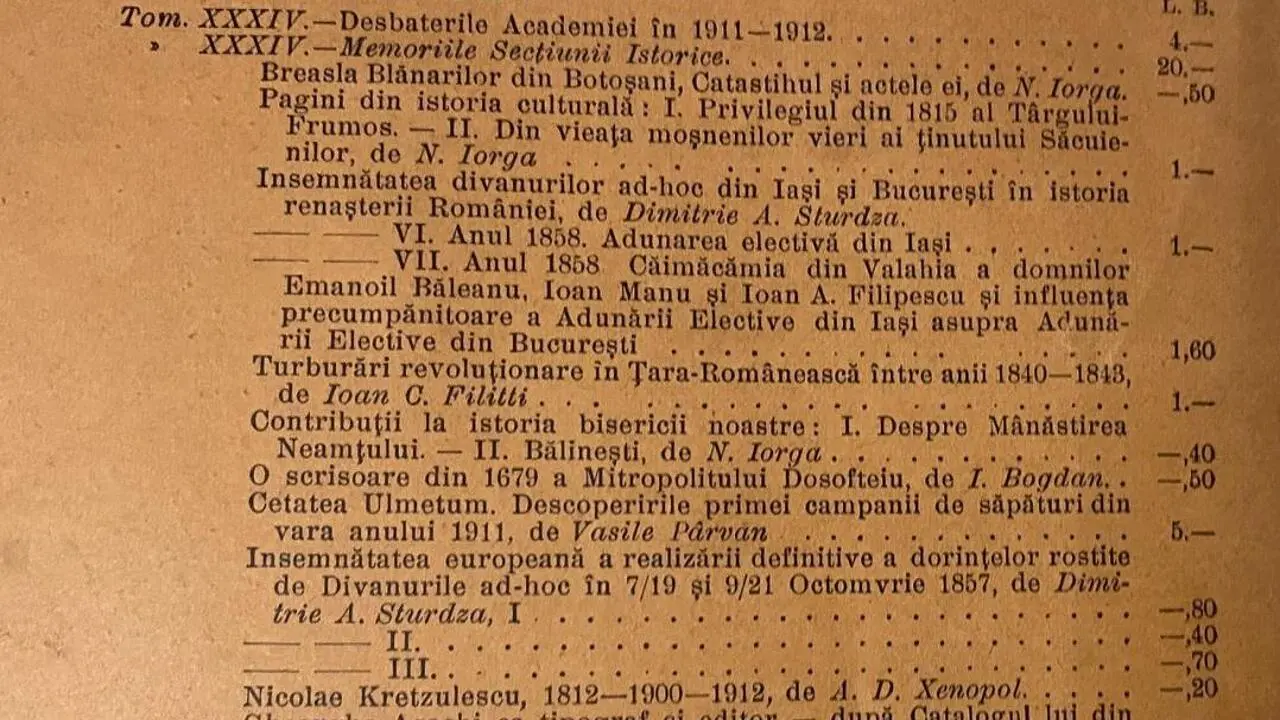 L. B.
Tom. XXXIV.—Desbaterile Academiei în 1911—1912. . . . . . . . . . . . 4.—
» XXXIV.—Memoriile Secţiunii Istorice. . . . . . . . . . . . . . . . 20.—
Breasla Blănarilor din Botoşani, Catastihul şi actele ei, de N. Iorga. —,50
Pagini din istoria culturală: I. Privilegiul din 1815 al Târgului-
Frumos. — II. Din vieaţa moşnenilor vieri ai ţinutului Săcuie-
nilor, de N. Iorga . . . . . . . . . . . . . . . . . . . . . 1.—
Insemnătatea divanurilor ad-hoc din Iaşi şi Bucureşti în istoria
renaşterii României, de Dimitrie A. Sturdza.
—— —— VI. Anul 1858. Adunarea electivă din Iaşi . . . . . . . 1.—
—— —— VII. Anul 1858 Căimăcămia din Valahia a domnilor
Emanoil Băleanu, Ioan Manu şi Ioan A. Filipescu şi influenţa
precumpănitoare a Adunării Elective din Iaşi asupra Adună-
rii Elective din Bucureşti . . . . . . . . . . . . . . . . . 1,60
Turburări revoluţionare în Ţara-Românească între anii 1840—1843,
de Ioan C. Filitti . . . . . . . . . . . . . . . . . . . . . 1.—
Contribuţii la istoria bisericii noastre: I. Despre Mânăstirea
Neamţului. — II. Bălineşti, de N. Iorga . . . . . . . . . . . . —,40
O scrisoare din 1679 a Mitropolitului Dosofteiu, de I. Bogdan. . —,50
Cetatea Ulmetum. Descoperirile primei campanii de săpături din
vara anului 1911, de Vasile Pârvan . . . . . . . . . . . . . 5.—
Insemnătatea europeană a realizării definitive a dorinţelor rostite
de Divanurile ad-hoc în 7/19 şi 9/21 Octomvrie 1857, de Dimi-
trie A. Sturdza, I . . . . . . . . . . . . . . . . . . . . . —,80
—— —— II. . . . . . . . . . . . . . . . . . . . . . . . . . —,40
—— —— III. . . . . . . . . . . . . . . . . . . . . . . . . . —,70
Nicolae Kretzulescu, 1812—1900—1912, de A. D. Xenopol. . . . . —,20
editor — după Catalogul lui din